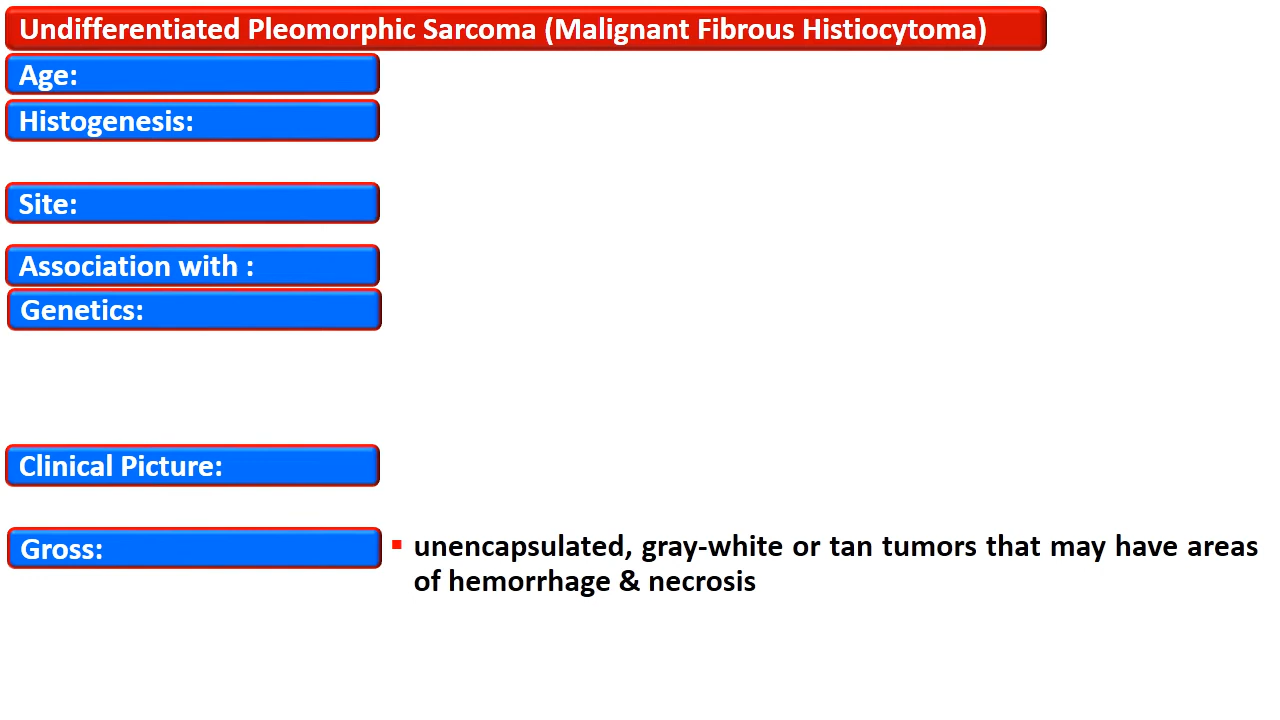 Undifferentiated Pleomorphic Sarcoma (Malignant Fibrous Histiocytoma)
Age:
Histogenesis:
Site:
Association with :
Genetics:
Clinical Picture:
Gross:
▪ unencapsulated, gray-white or tan tumors that may have areas
of hemorrhage & necrosis